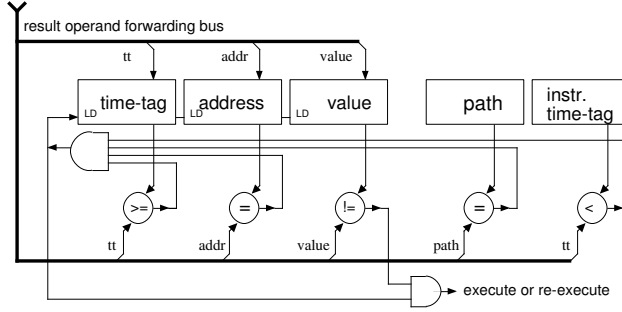 result operand forwarding bus
tt addr value
time-tag address value path instr. time-tag
LD LD LD
>= = != = <
tt addr value path tt
execute or re-execute